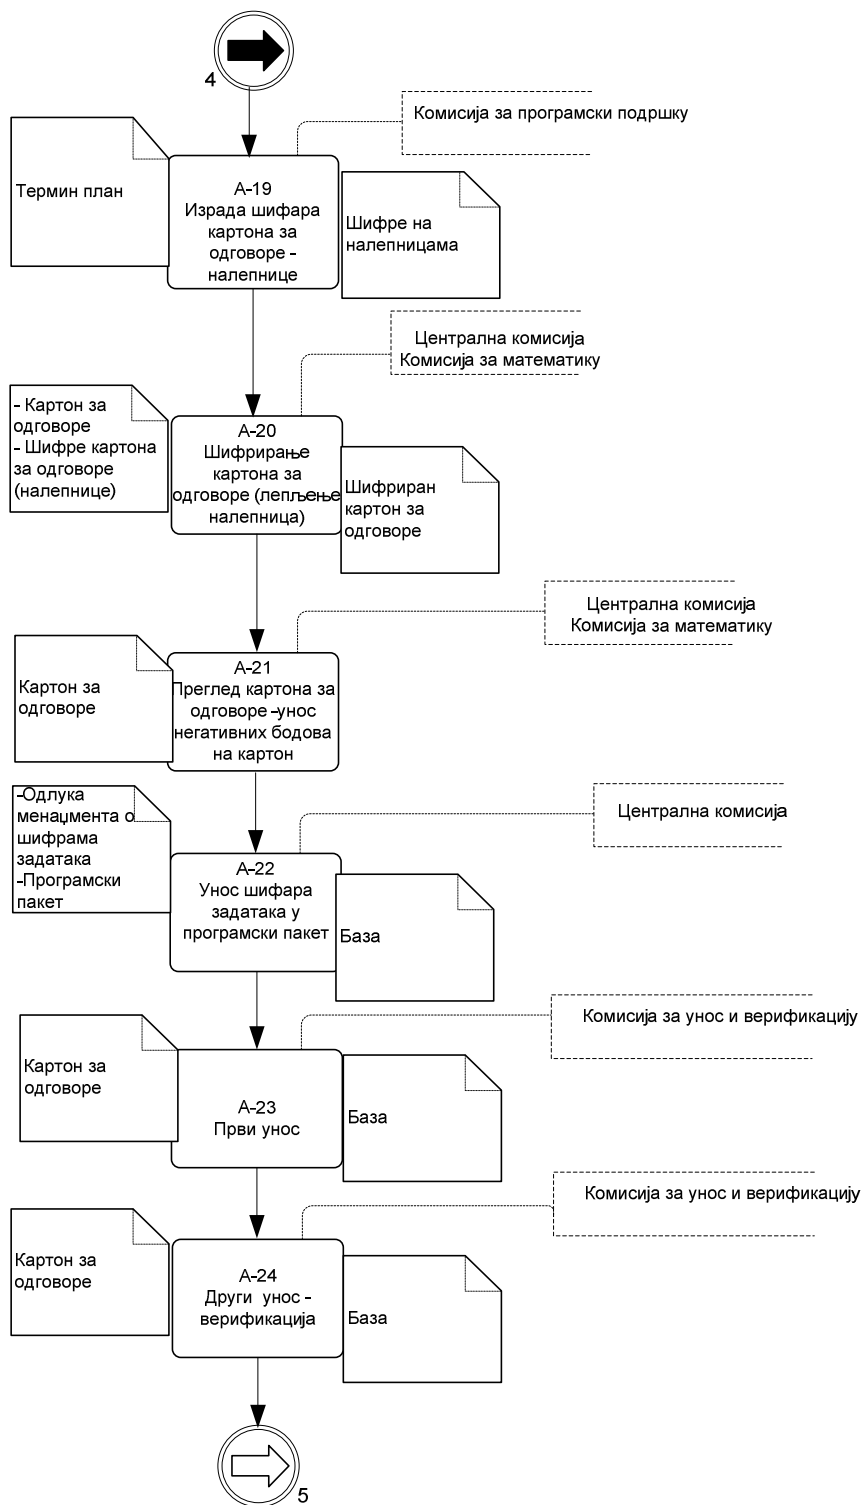 4
Комисија за програмски подршку
Термин план
А-19
Израда шифара
картона за
одговоре -
налепнице
Шифре на
налепницама
Централна комисија
Комисија за математику
- Картон за
одговоре
- Шифре картона
за одговоре
(налепнице)
А-20
Шифрирање
картона за
одговоре (лепљење
налепница)
Шифриран
картон за
одговоре
Централна комисија
Комисија за математику
Картон за
одговоре
А-21
Преглед картона за
одговоре -унос
негативних бодова
на картон
-Одлука
менаџмента о
шифрама
задатака
-Програмски
пакет
Централна комисија
А-22
Унос шифара
задатака у
програмски пакет
База
Комисија за унос и верификацију
Картон за
одговоре
А-23
Први унос
База
Комисија за унос и верификацију
Картон за
одговоре
А-24
Други унос -
верификација
База
5